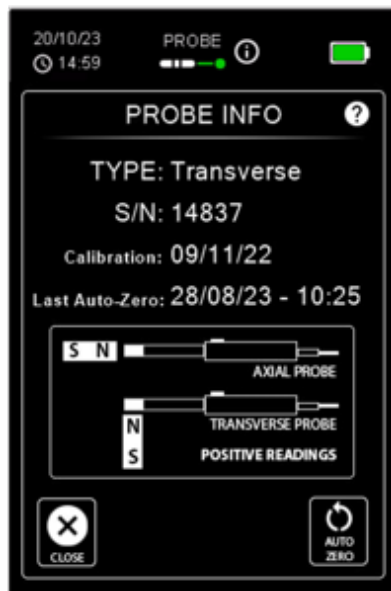 20/10/23 PROBE
14:59
PROBE INFO ?
TYPE: Transverse
S/N: 14837
Calibration: 09/11/22
Last Auto-Zero: 28/08/23 - 10:25
S N
AXIAL PROBE
N TRANSVERSE PROBE
S POSITIVE READINGS
CLOSE
AUTO
ZERO